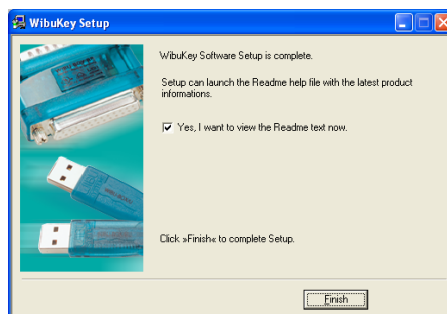 WibuKey Setup
WibuKey Software Setup is complete.
Setup can launch the Readme help file with the latest product
informations.
Yes, I want to view the Readme text now.
Click »Finish« to complete Setup.
Finish